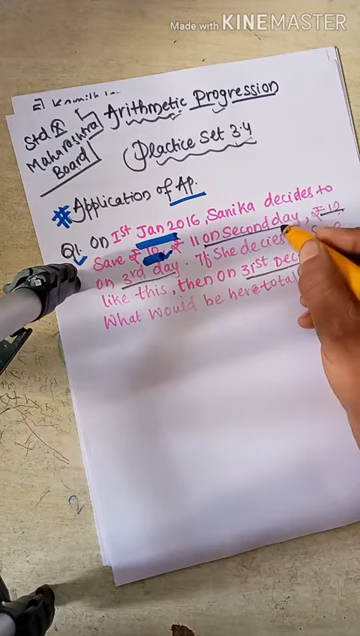 Made with KINEMASTER
Std X
Maharashtra
Board
Arithmetic Progression
Practice Set 3.4
# Application of AP.
Q1. On 1st Jan 2016, Sanika decides to
Save ₹ 10, ₹ 11 on second day, ₹ 12
on 3rd day. If She decies
like this, then on 31st Dec
What would be here total